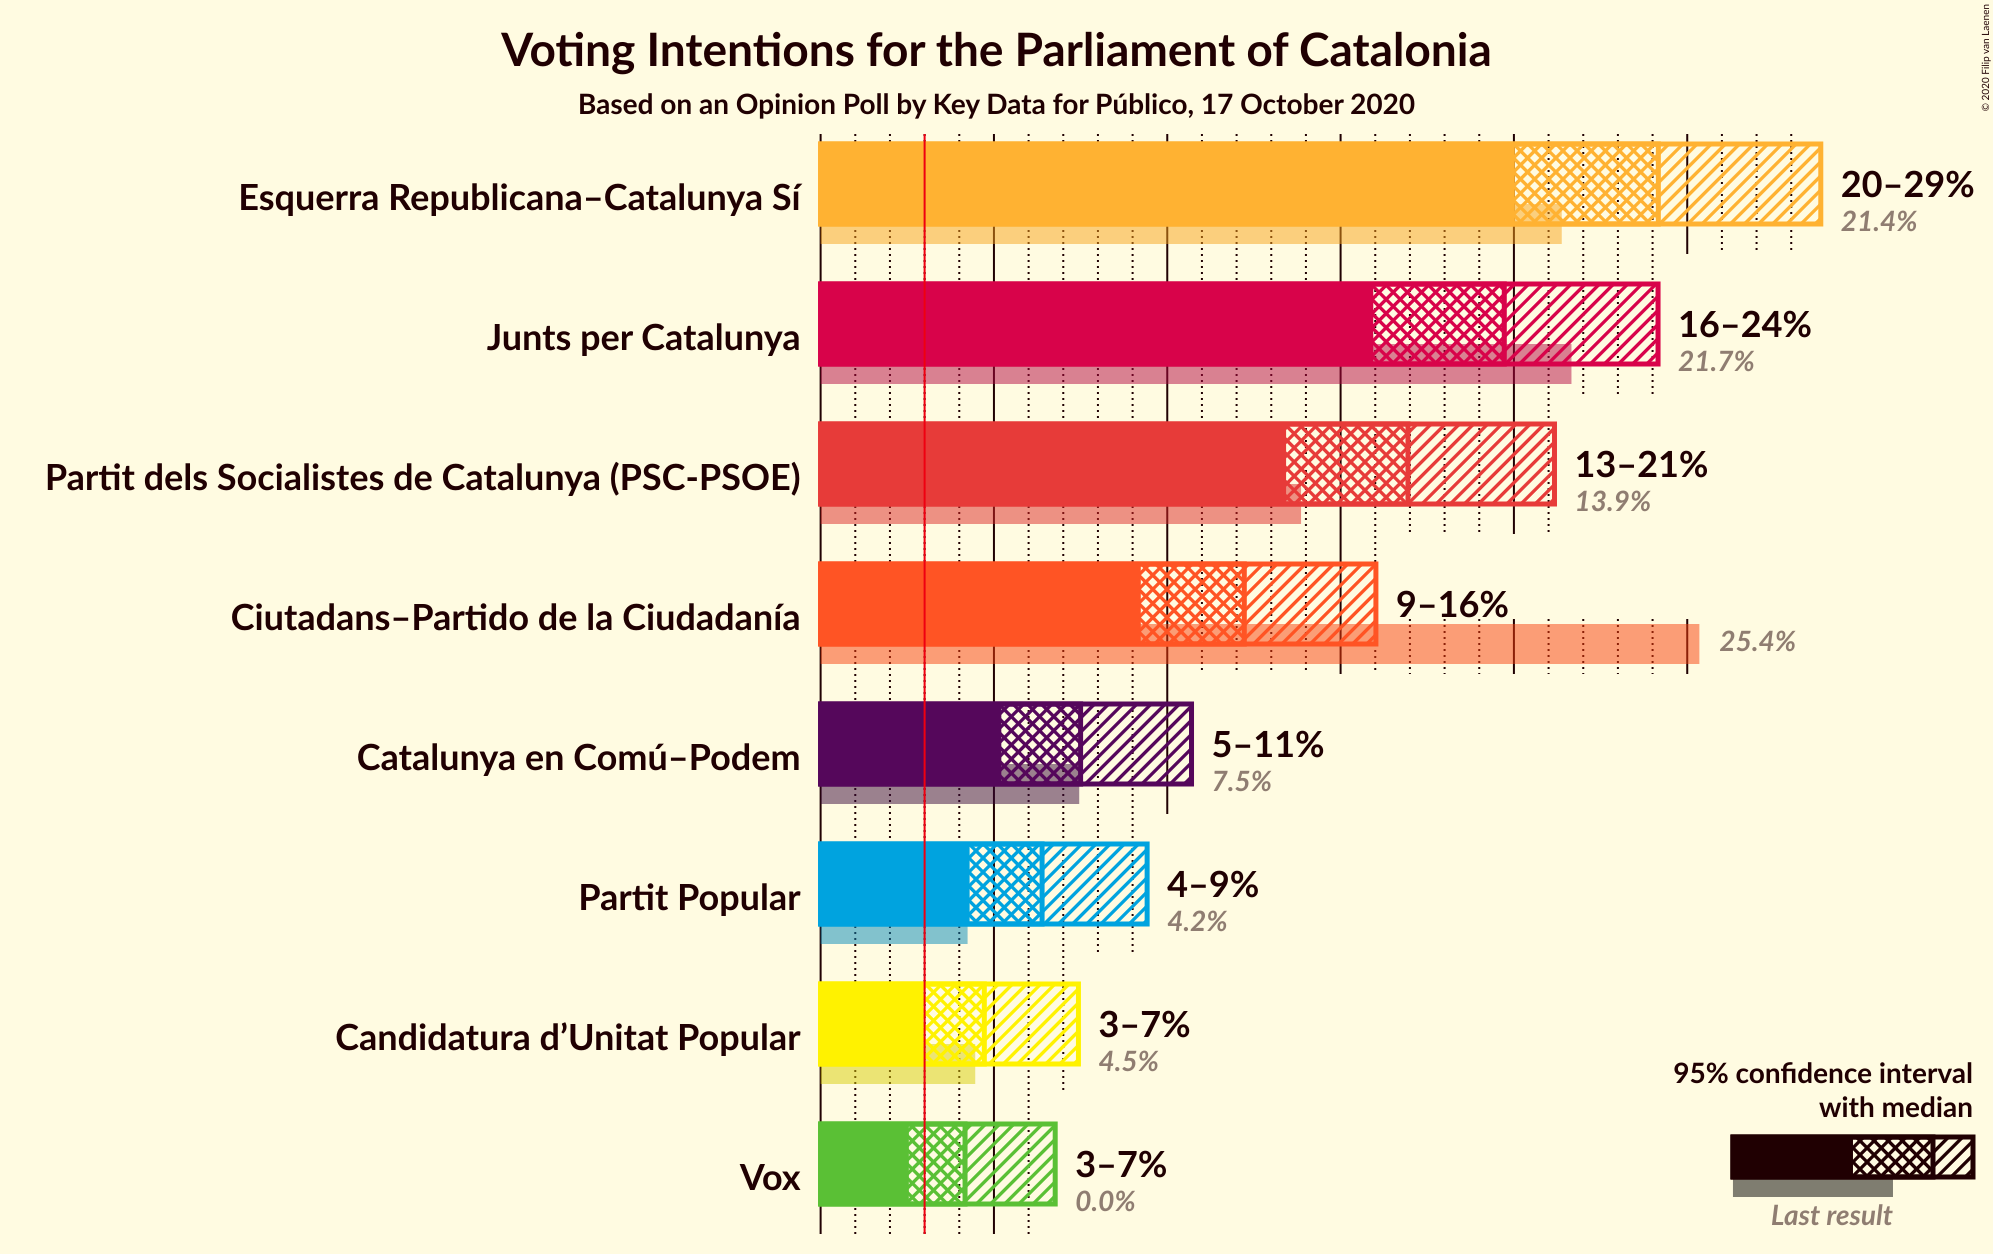 Voting Intentions for the Parliament of Catalonia
Based on an Opinion Poll by Key Data for Público, 17 October 2020
© 2020 Filip van Laenen
Esquerra Republicana–Catalunya Sí
20–29%
21.4%
Junts per Catalunya
16–24%
21.7%
Partit dels Socialistes de Catalunya (PSC-PSOE)
13–21%
13.9%
Ciutadans–Partido de la Ciudadanía
9–16%
25.4%
Catalunya en Comú–Podem
5–11%
7.5%
Partit Popular
4–9%
4.2%
Candidatura d’Unitat Popular
3–7%
4.5%
Vox
3–7%
0.0%
95% confidence interval
with median
Last result